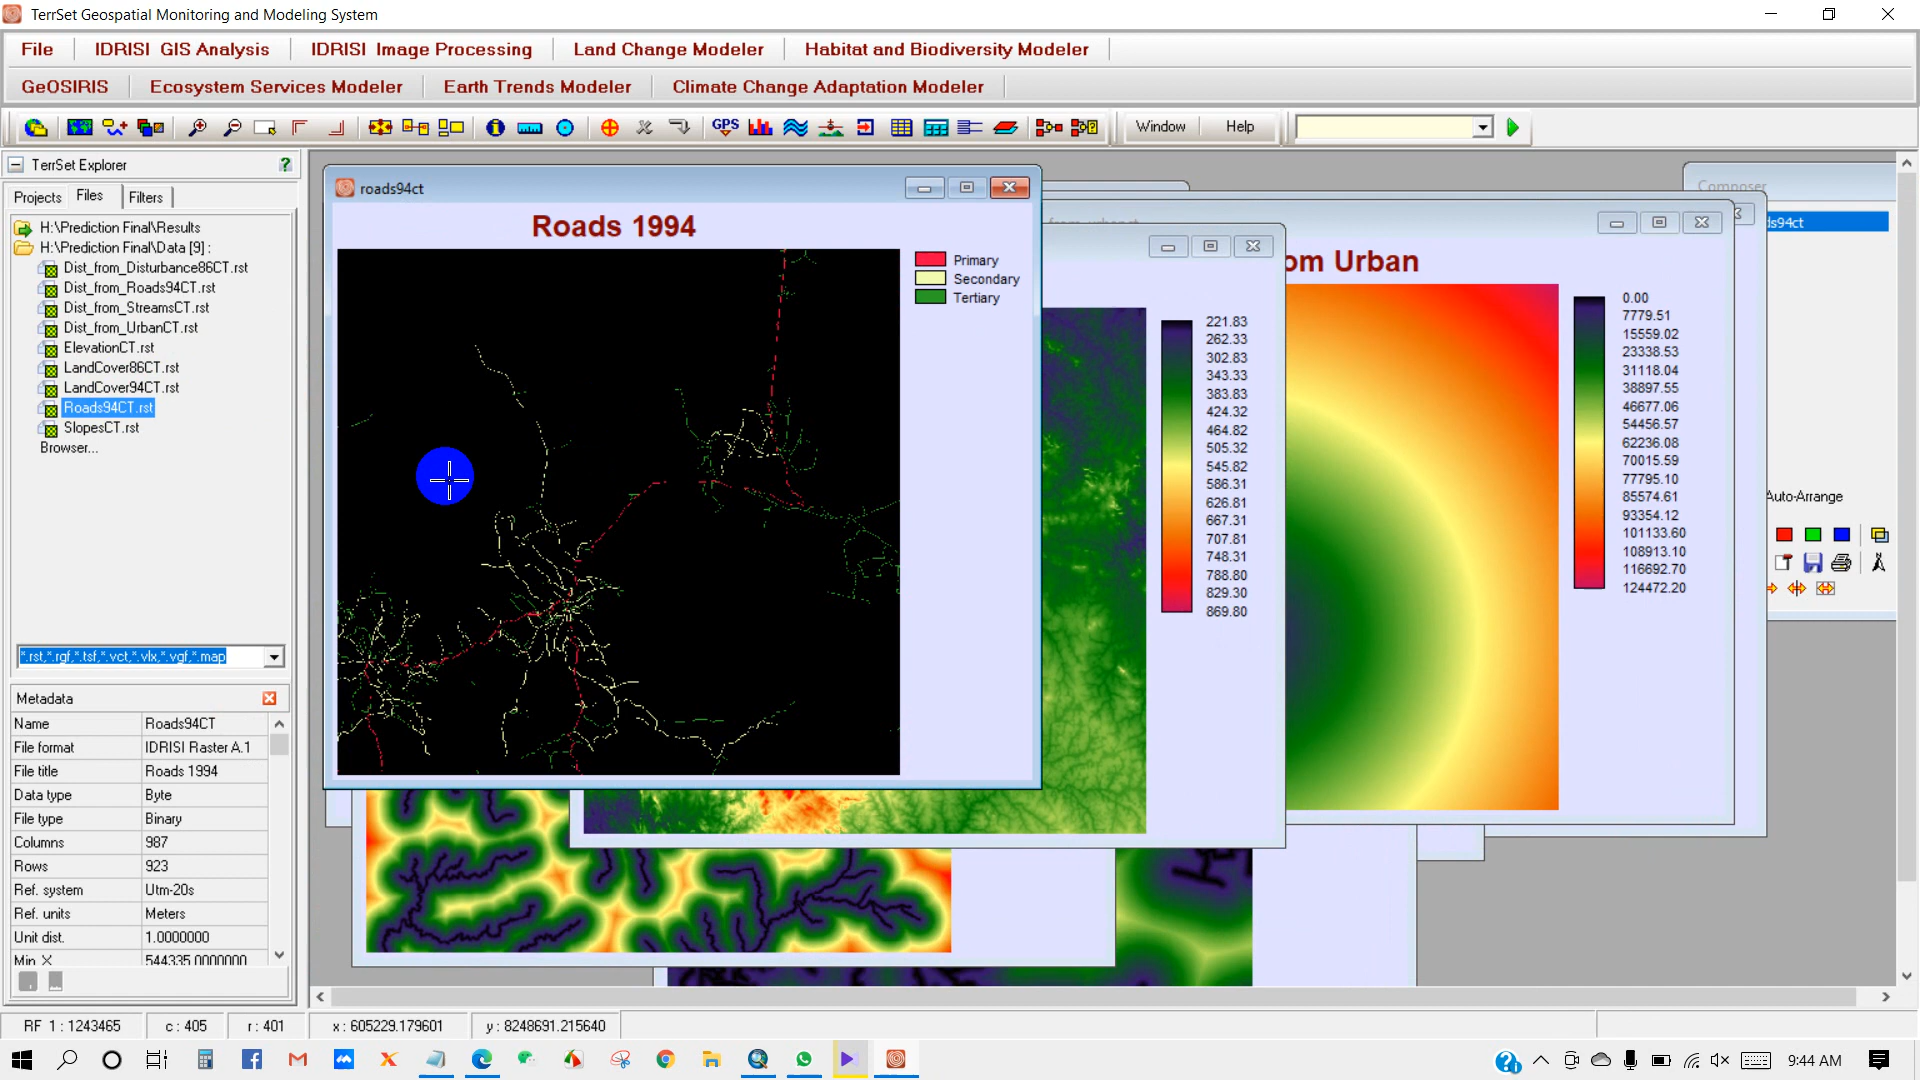 TerrSet Geospatial Monitoring and Modeling System
File
IDRISI GIS Analysis
IDRISI Image Processing
Land Change Modeler
Habitat and Biodiversity Modeler
GeOSIRIS
Ecosystem Services Modeler
Earth Trends Modeler
Climate Change Adaptation Modeler
GPS
Window
Help
TerrSet Explorer
?
Projects
Files
Filters
H:\Prediction Final\Results
H:\Prediction Final\Data [9] :
Dist_from_Disturbance86CT.rst
Dist_from_Roads94CT.rst
Dist_from_StreamsCT.rst
Dist_from_UrbanCT.rst
ElevationCT.rst
LandCover86CT.rst
LandCover94CT.rst
Roads94CT.rst
SlopesCT.rst
Browser...
*.rst,*.rgf,*.tsf,*.vct,*.vlx,*.vgf,*.map
Metadata
Name Roads94CT
File format IDRISI Raster A.1
File title Roads 1994
Data type Byte
File type Binary
Columns 987
Rows 923
Ref. system Utm-20s
Ref. units Meters
Unit dist. 1.0000000
Min X 544335.0000000
roads94ct
Roads 1994
Primary
Secondary
Tertiary
221.83
262.33
302.83
343.33
383.83
424.32
464.82
505.32
545.82
586.31
626.81
667.31
707.81
748.31
788.80
829.30
869.80
om Urban
0.00
7779.51
15559.02
23338.53
31118.04
38897.55
46677.06
54456.57
62236.08
70015.59
77795.10
85574.61
93354.12
101133.60
108913.10
116692.70
124472.20
Composer
ds94ct
Auto-Arrange
RF 1 : 1243465
c : 405
r : 401
x : 605229.179601
y : 8248691.215640
9:44 AM